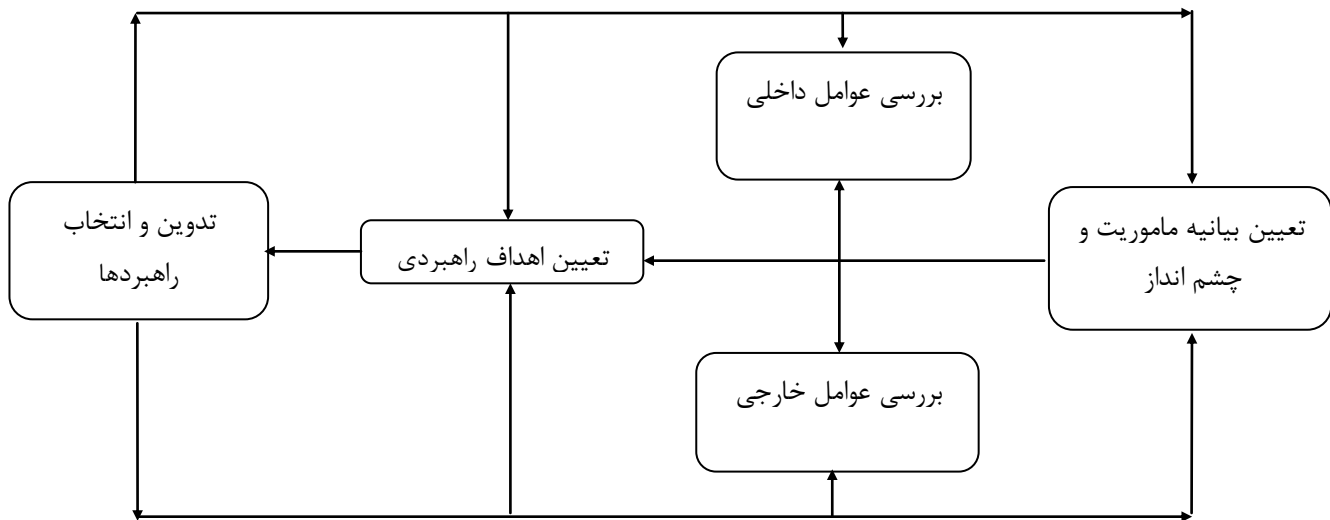 بررسی عوامل داخلی
تعیین بیانیه ماموریت و
چشم انداز
تعیین اهداف راهبردی
تدوین و انتخاب
راهبردها
بررسی عوامل خارجی